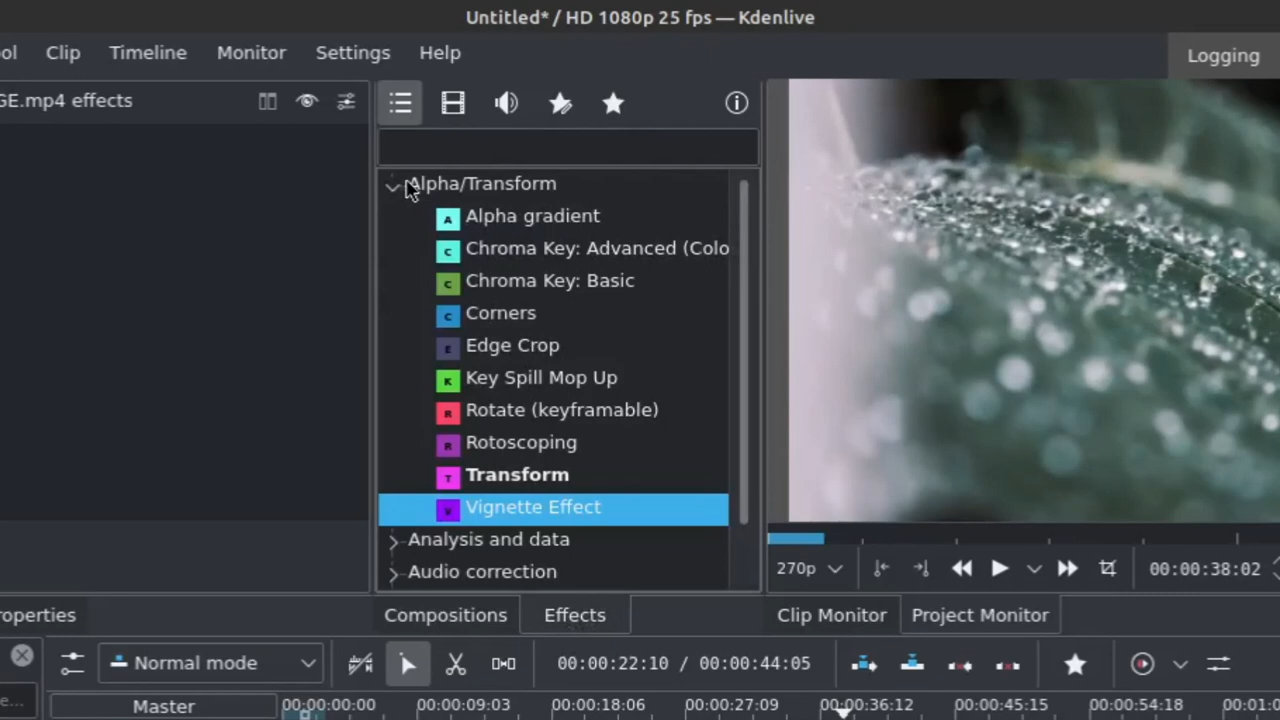 Untitled* / HD 1080p 25 fps — Kdenlive
ol Clip Timeline Monitor Settings Help
Logging
GE.mp4 effects
Alpha/Transform
A Alpha gradient
C Chroma Key: Advanced (Colo
C Chroma Key: Basic
C Corners
E Edge Crop
K Key Spill Mop Up
R Rotate (keyframable)
R Rotoscoping
T Transform
V Vignette Effect
Analysis and data
Audio correction
270p
00:00:38:02
roperties
Compositions Effects
Clip Monitor Project Monitor
Normal mode
00:00:22:10 / 00:00:44:05
e...
Master
00:00:00:00 00:00:09:03 00:00:18:06 00:00:27:09 00:00:36:12 00:00:45:15 00:00:54:18 00:01:0